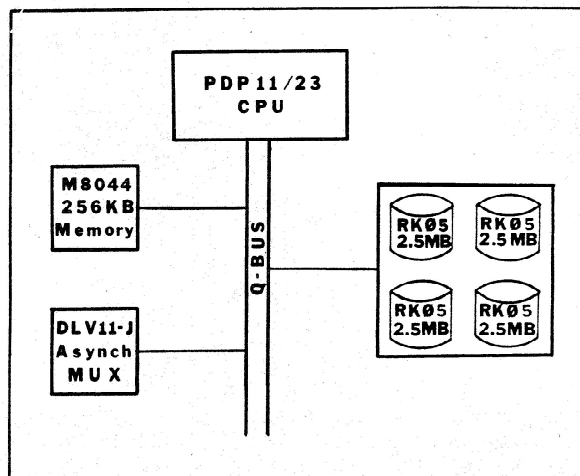 PDP11/23
CPU
M8044
256KB
Memory
Q-BUS
RKØ5
2.5MB
RKØ5
2.5MB
RKØ5
2.5MB
RKØ5
2.5MB
DLV11-J
Asynch
MUX